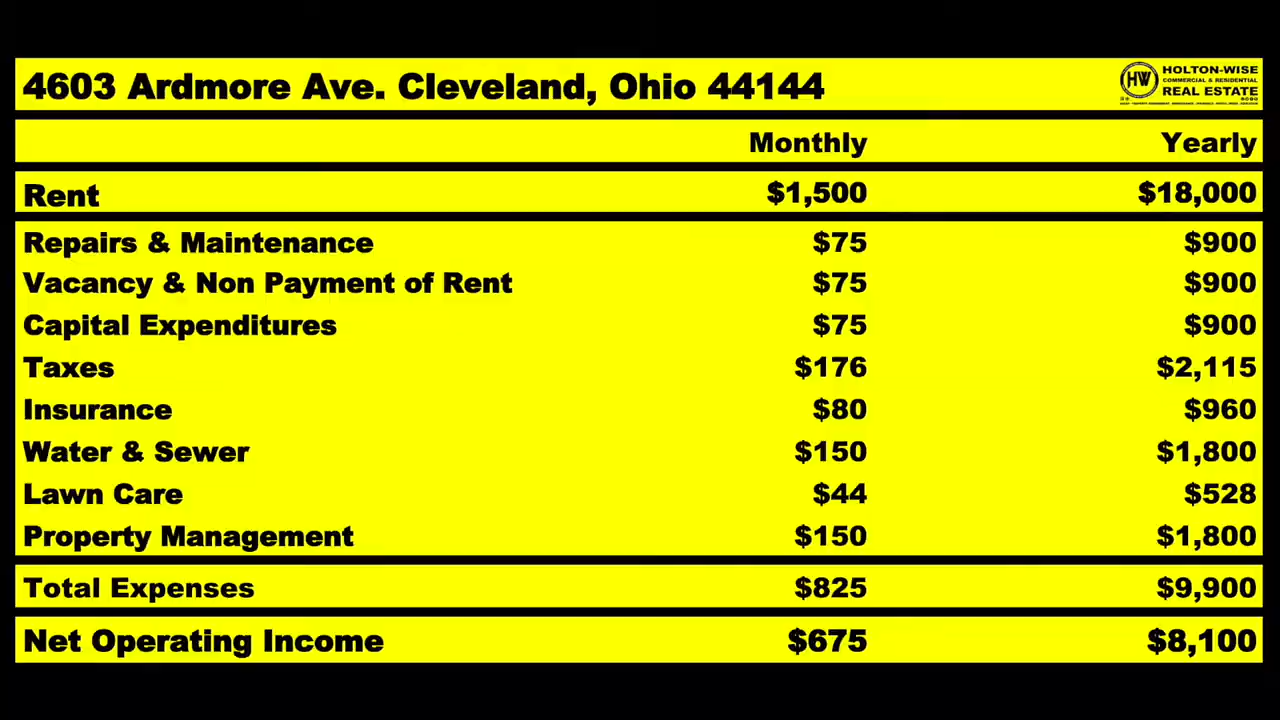 4603 Ardmore Ave. Cleveland, Ohio 44144
HOLTON-WISE
COMMERCIAL & RESIDENTIAL
REAL ESTATE
HW
Monthly Yearly
Rent $1,500 $18,000
Repairs & Maintenance $75 $900
Vacancy & Non Payment of Rent $75 $900
Capital Expenditures $75 $900
Taxes $176 $2,115
Insurance $80 $960
Water & Sewer $150 $1,800
Lawn Care $44 $528
Property Management $150 $1,800
Total Expenses $825 $9,900
Net Operating Income $675 $8,100